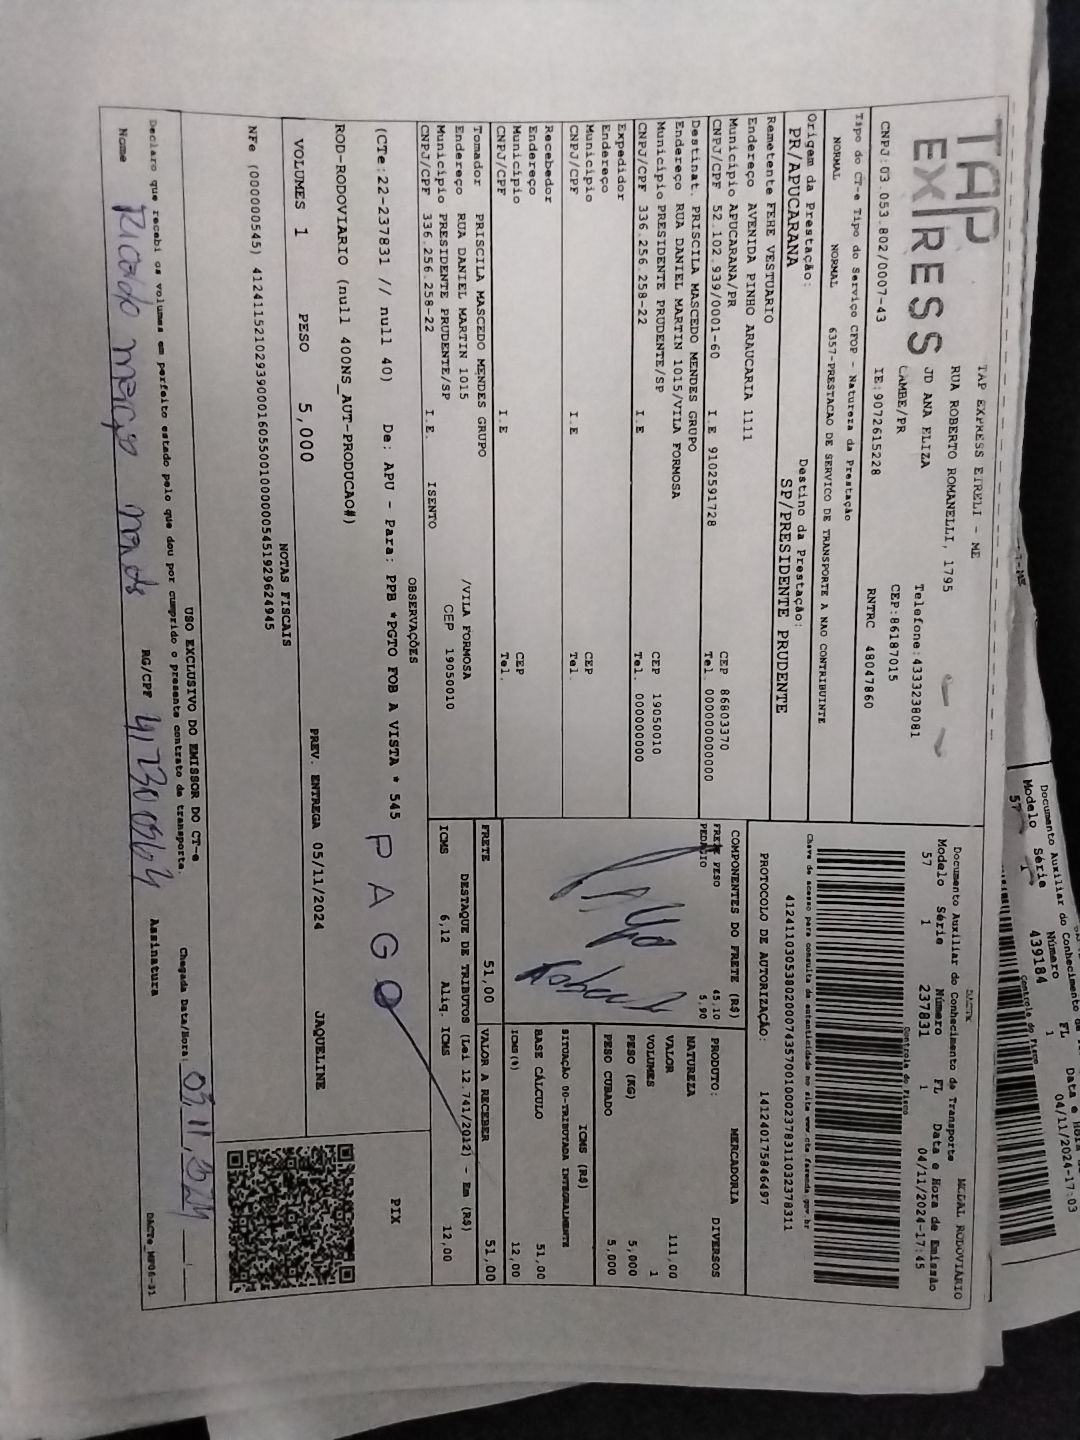 TAP
EXPRESS
TAP EXPRESS EIRELI - ME
RUA ROBERTO ROMANELLI, 1795
JD ANA ELIZA
CAMBE/PR
Telefone:4333238081
CEP:86187015
CNPJ:03.053.802/0007-43 IE:9072615228 RNTRC 48047860
Tipo do CT-e Tipo do Serviço CFOP - Natureza da Prestação
NORMAL NORMAL 6357-PRESTACAO DE SERVICO DE TRANSPORTE A NAO CONTRIBUINTE
Origem da Prestação: Destino da Prestação:
PR/APUCARANA SP/PRESIDENTE PRUDENTE
Remetente FEHE VESTUARIO
Endereço AVENIDA PINHO ARAUCARIA 1111
Município APUCARANA/PR CEP 86803370
CNPJ/CPF 52.102.939/0001-60 I.E 9102591728 Tel. 00000000000
Destinat. PRISCILA MASCEDO MENDES GRUPO
Endereço RUA DANIEL MARTIN 1015/VILA FORMOSA
Município PRESIDENTE PRUDENTE/SP CEP 19050010
CNPJ/CPF 336.256.258-22 I.E Tel. 0000000000
Expedidor
Endereço
Município CEP
CNPJ/CPF I.E Tel.
Recebedor
Endereço
Município CEP
CNPJ/CPF I.E Tel.
Tomador PRISCILA MASCEDO MENDES GRUPO
Endereço RUA DANIEL MARTIN 1015 /VILA FORMOSA
Município PRESIDENTE PRUDENTE/SP CEP 19050010
CNPJ/CPF 336.256.258-22 I.E. ISENTO
DACTE MODAL RODOVIÁRIO
Documento Auxiliar do Conhecimento de Transporte
Modelo Série Número FL Data e Hora de Emissão
57 1 237831 1 04/11/2024-17:45
Controle do Fisco
Chave de acesso para consulta de autenticidade no site www.cte.fazenda.gov.br
41241103053802000743570010002378311032378311
PROTOCOLO DE AUTORIZAÇÃO: 141240175846497
COMPONENTES DO FRETE (R$)
FRETE PESO 45,10
PEDAGIO 5,90
PRODUTO: MERCADORIA DIVERSOS
NATUREZA
VALOR 111,00
VOLUMES 1
PESO (KG) 5,000
PESO CUBADO 5,000
ICMS (R$)
SITUAÇÃO 00-TRIBUTADA INTEGRALMENTE
BASE CÁLCULO 51,00
ICMS(%) 12,00
FRETE 51,00 VALOR A RECEBER 51,00
DESTAQUE DE TRIBUTOS (Lei 12.741/2012) - Em (R$)
ICMS 6,12 Alíq. ICMS 12,00
OBSERVAÇÕES
(CTe:22-237831 // null 40) De: APU - Para: PPB *PGTO FOB A VISTA * 545
ROD-RODOVIARIO (null 400NS_AUT-PRODUCAO#)
PAGO
PIX
VOLUMES 1 PESO 5,000 PREV. ENTREGA 05/11/2024 JAQUELINE
NOTAS FISCAIS
NFe (000000545) 41241152102939000160550010000005451929624945
USO EXCLUSIVO DO EMISSOR DO CT-e
Declaro que recebi os volumes em perfeito estado pelo que dou por cumprido o presente contrato de transporte. Chegada Data/Hora:
Nome RG/CPF Assinatura
DACTe_MF06-31
Documento Auxiliar do Conhecimento de
Modelo Série Número FL Data e Hora
57 1 439184 1 04/11/2024-17:03
Controle do Fisco